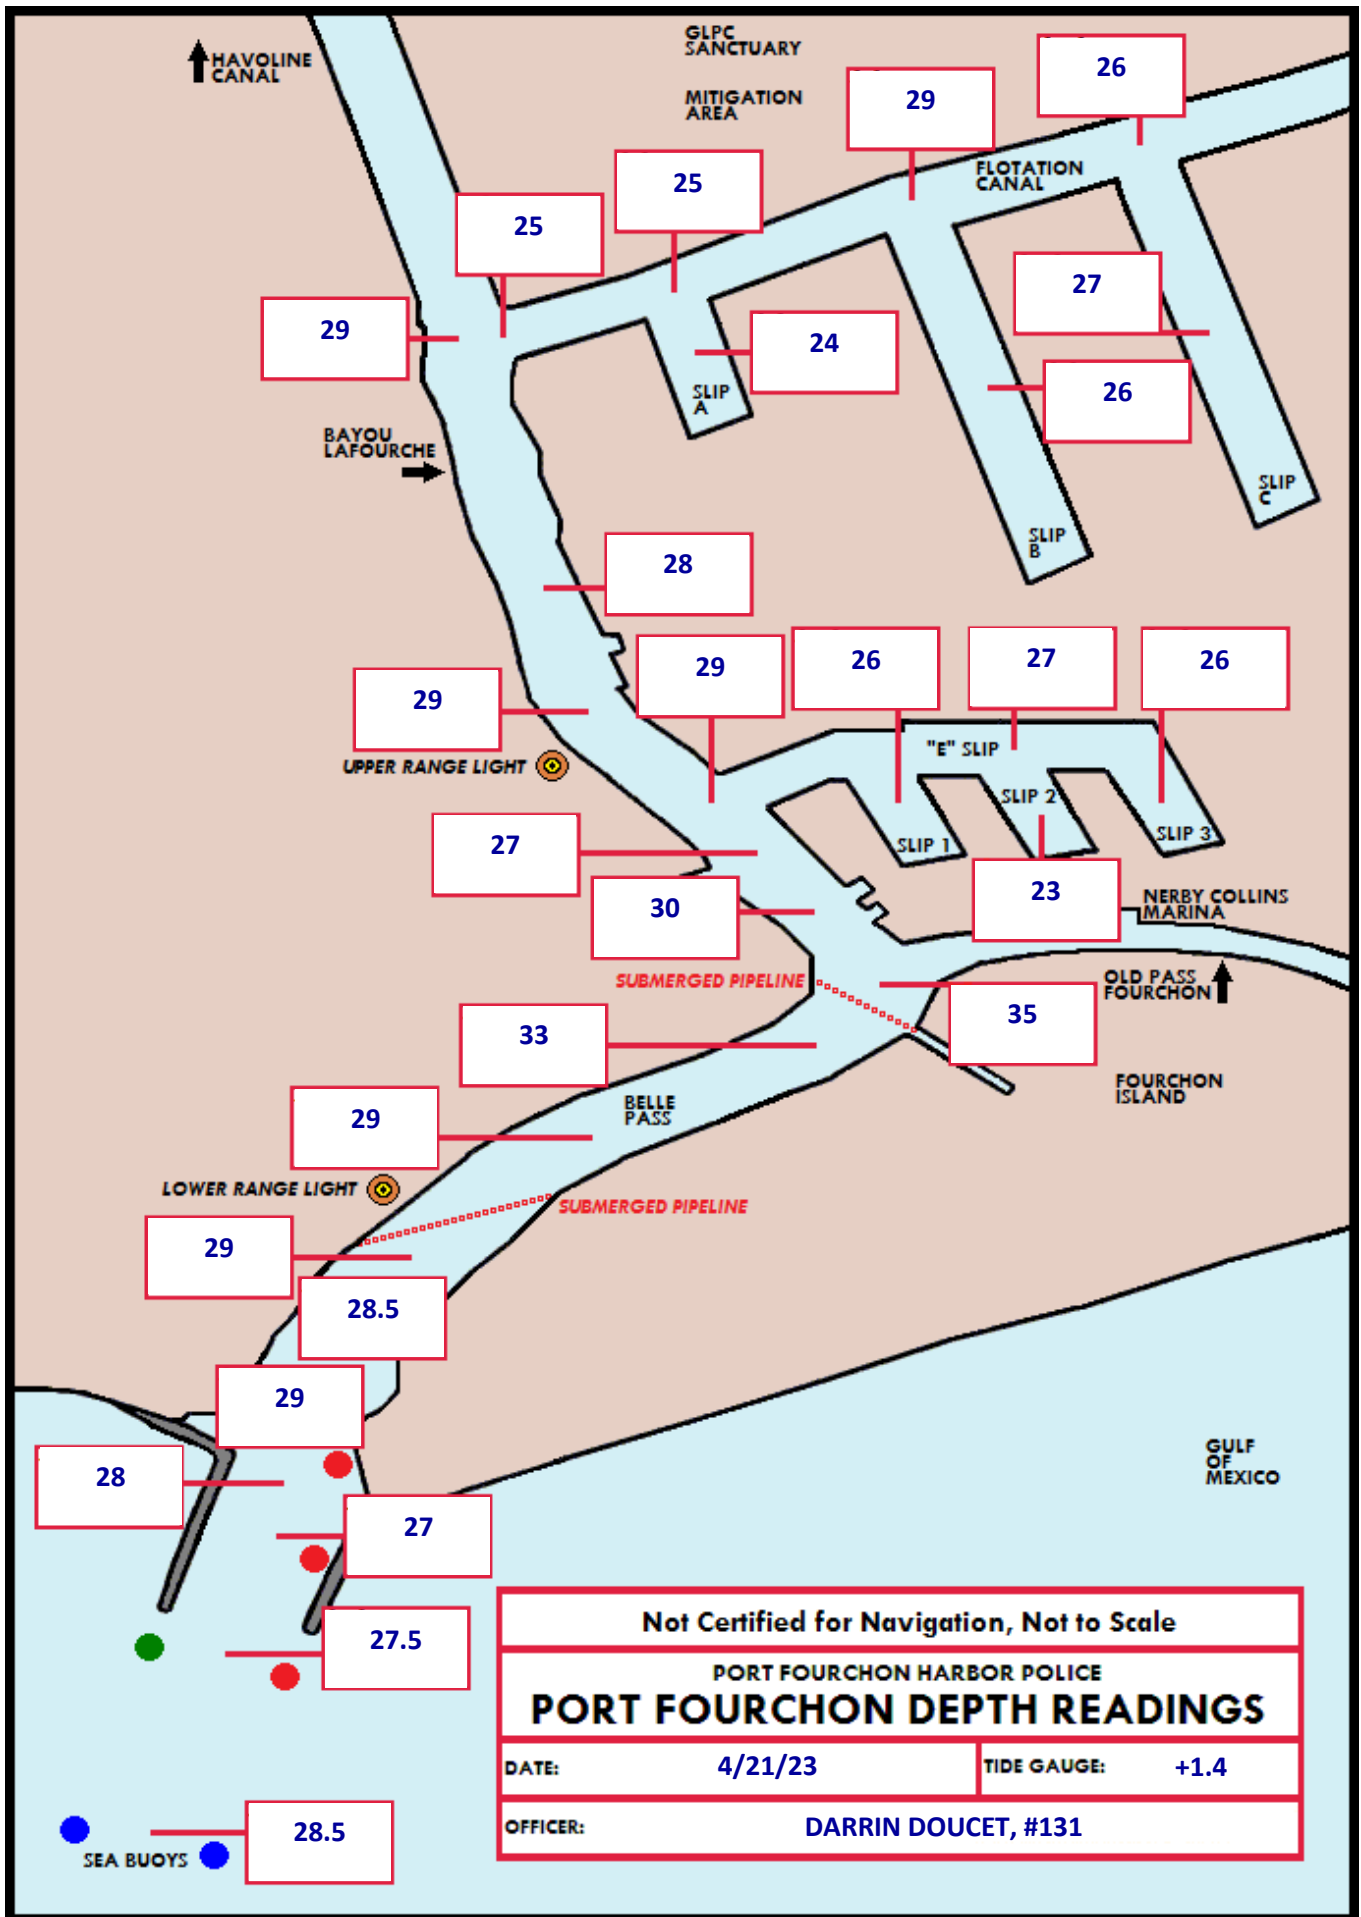 GLPC
SANCTUARY
HAVOLINE
CANAL
26
MITIGATION
AREA
29
FLOTATION
CANAL
25
25
27
29
24
26
SLIP
A
BAYOU
LAFOURCHE
SLIP
C
SLIP
B
28
29
26
27
26
29
"E" SLIP
UPPER RANGE LIGHT
SLIP 2
SLIP 1
SLIP 3
27
23
NERBY COLLINS
MARINA
30
SUBMERGED PIPELINE
OLD PASS
FOURCHON
35
33
FOURCHON
ISLAND
BELLE
PASS
29
LOWER RANGE LIGHT
SUBMERGED PIPELINE
29
28.5
29
GULF
OF
MEXICO
28
27
27.5
Not Certified for Navigation, Not to Scale
PORT FOURCHON HARBOR POLICE
PORT FOURCHON DEPTH READINGS
DATE: 4/21/23 TIDE GAUGE: +1.4
OFFICER: DARRIN DOUCET, #131
28.5
SEA BUOYS